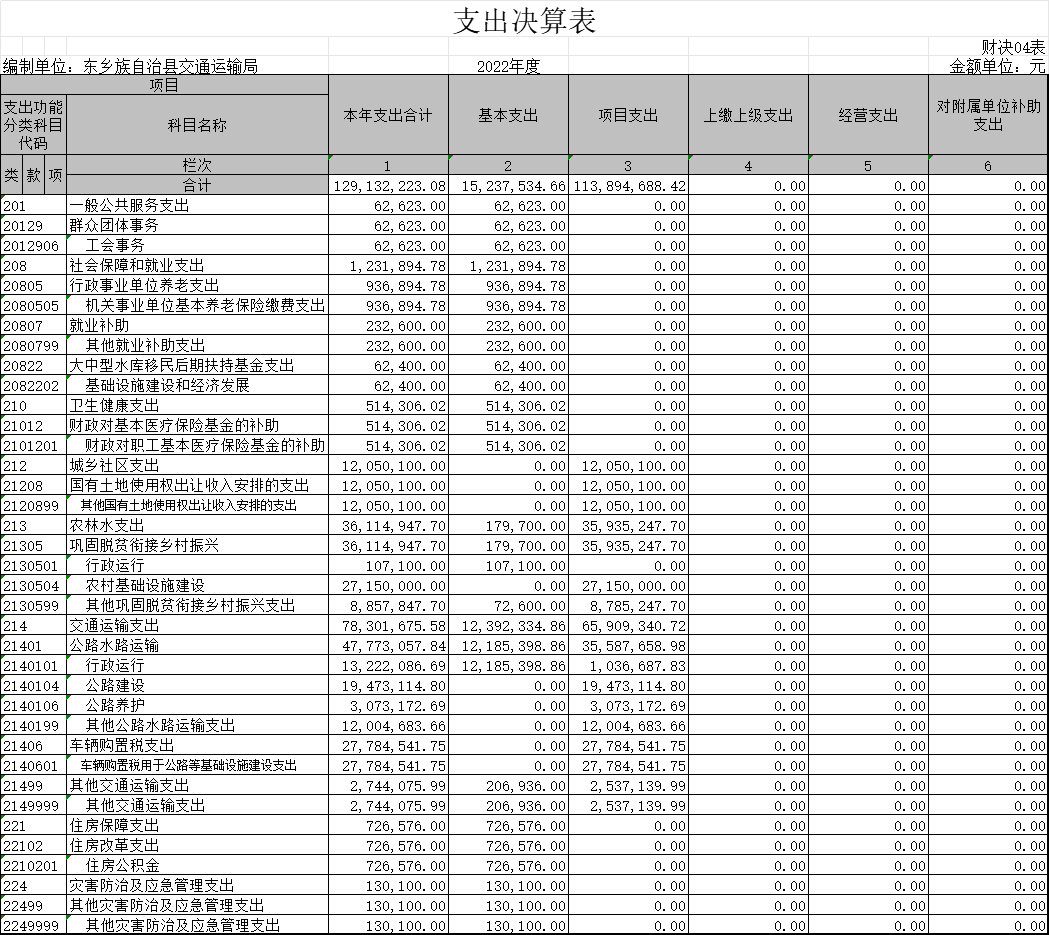 支出决算表
财决04表
编制单位：东乡族自治县交通运输局 2022年度 金额单位：元
项目 本年支出合计 基本支出 项目支出 上缴上级支出 经营支出 对附属单位补助支出
支出功能分类科目代码 科目名称
类 款 项 栏次 1 2 3 4 5 6
合计 129,132,223.08 15,237,534.66 113,894,688.42 0.00 0.00 0.00
201 一般公共服务支出 62,623.00 62,623.00 0.00 0.00 0.00 0.00
20129 群众团体事务 62,623.00 62,623.00 0.00 0.00 0.00 0.00
2012906 工会事务 62,623.00 62,623.00 0.00 0.00 0.00 0.00
208 社会保障和就业支出 1,231,894.78 1,231,894.78 0.00 0.00 0.00 0.00
20805 行政事业单位养老支出 936,894.78 936,894.78 0.00 0.00 0.00 0.00
2080505 机关事业单位基本养老保险缴费支出 936,894.78 936,894.78 0.00 0.00 0.00 0.00
20807 就业补助 232,600.00 232,600.00 0.00 0.00 0.00 0.00
2080799 其他就业补助支出 232,600.00 232,600.00 0.00 0.00 0.00 0.00
20822 大中型水库移民后期扶持基金支出 62,400.00 62,400.00 0.00 0.00 0.00 0.00
2082202 基础设施建设和经济发展 62,400.00 62,400.00 0.00 0.00 0.00 0.00
210 卫生健康支出 514,306.02 514,306.02 0.00 0.00 0.00 0.00
21012 财政对基本医疗保险基金的补助 514,306.02 514,306.02 0.00 0.00 0.00 0.00
2101201 财政对职工基本医疗保险基金的补助 514,306.02 514,306.02 0.00 0.00 0.00 0.00
212 城乡社区支出 12,050,100.00 0.00 12,050,100.00 0.00 0.00 0.00
21208 国有土地使用权出让收入安排的支出 12,050,100.00 0.00 12,050,100.00 0.00 0.00 0.00
2120899 其他国有土地使用权出让收入安排的支出 12,050,100.00 0.00 12,050,100.00 0.00 0.00 0.00
213 农林水支出 36,114,947.70 179,700.00 35,935,247.70 0.00 0.00 0.00
21305 巩固脱贫衔接乡村振兴 36,114,947.70 179,700.00 35,935,247.70 0.00 0.00 0.00
2130501 行政运行 107,100.00 107,100.00 0.00 0.00 0.00 0.00
2130504 农村基础设施建设 27,150,000.00 0.00 27,150,000.00 0.00 0.00 0.00
2130599 其他巩固脱贫衔接乡村振兴支出 8,857,847.70 72,600.00 8,785,247.70 0.00 0.00 0.00
214 交通运输支出 78,301,675.58 12,392,334.86 65,909,340.72 0.00 0.00 0.00
21401 公路水路运输 47,773,057.84 12,185,398.86 35,587,658.98 0.00 0.00 0.00
2140101 行政运行 13,222,086.69 12,185,398.86 1,036,687.83 0.00 0.00 0.00
2140104 公路建设 19,473,114.80 0.00 19,473,114.80 0.00 0.00 0.00
2140106 公路养护 3,073,172.69 0.00 3,073,172.69 0.00 0.00 0.00
2140199 其他公路水路运输支出 12,004,683.66 0.00 12,004,683.66 0.00 0.00 0.00
21406 车辆购置税支出 27,784,541.75 0.00 27,784,541.75 0.00 0.00 0.00
2140601 车辆购置税用于公路等基础设施建设支出 27,784,541.75 0.00 27,784,541.75 0.00 0.00 0.00
21499 其他交通运输支出 2,744,075.99 206,936.00 2,537,139.99 0.00 0.00 0.00
2149999 其他交通运输支出 2,744,075.99 206,936.00 2,537,139.99 0.00 0.00 0.00
221 住房保障支出 726,576.00 726,576.00 0.00 0.00 0.00 0.00
22102 住房改革支出 726,576.00 726,576.00 0.00 0.00 0.00 0.00
2210201 住房公积金 726,576.00 726,576.00 0.00 0.00 0.00 0.00
224 灾害防治及应急管理支出 130,100.00 130,100.00 0.00 0.00 0.00 0.00
22499 其他灾害防治及应急管理支出 130,100.00 130,100.00 0.00 0.00 0.00 0.00
2249999 其他灾害防治及应急管理支出 130,100.00 130,100.00 0.00 0.00 0.00 0.00